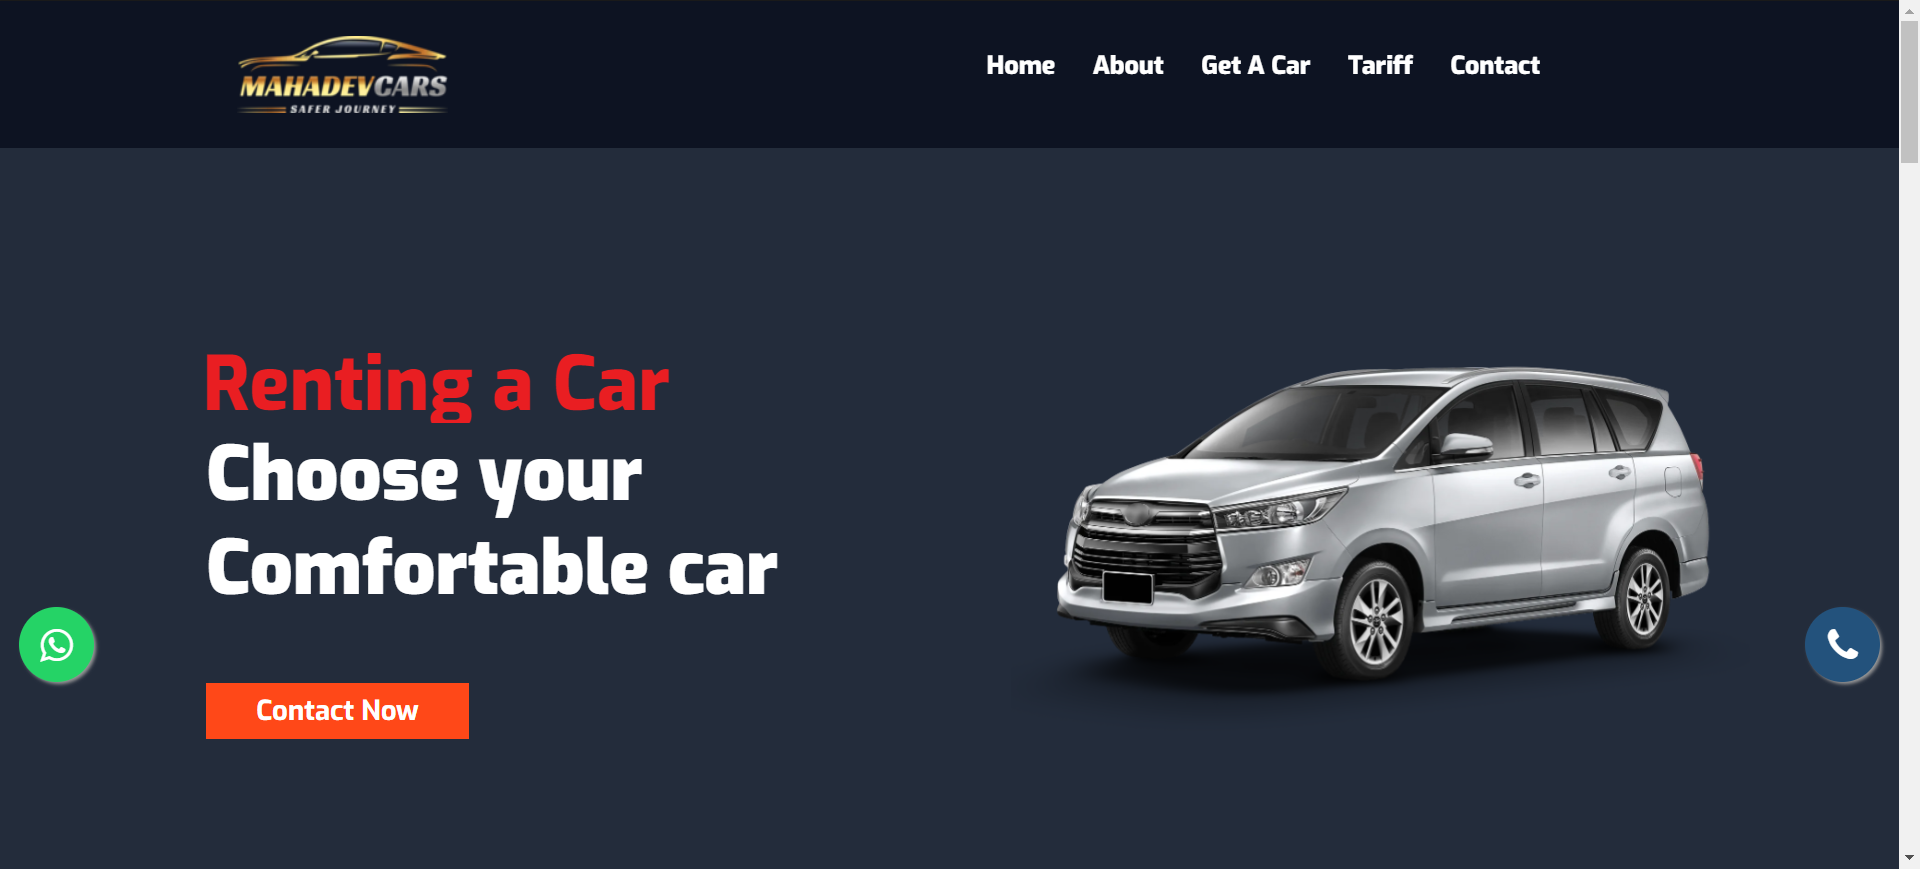 MAHADEVCARS
SAFER JOURNEY
Home About Get A Car Tariff Contact
Renting a Car
Choose your
Comfortable car
Contact Now